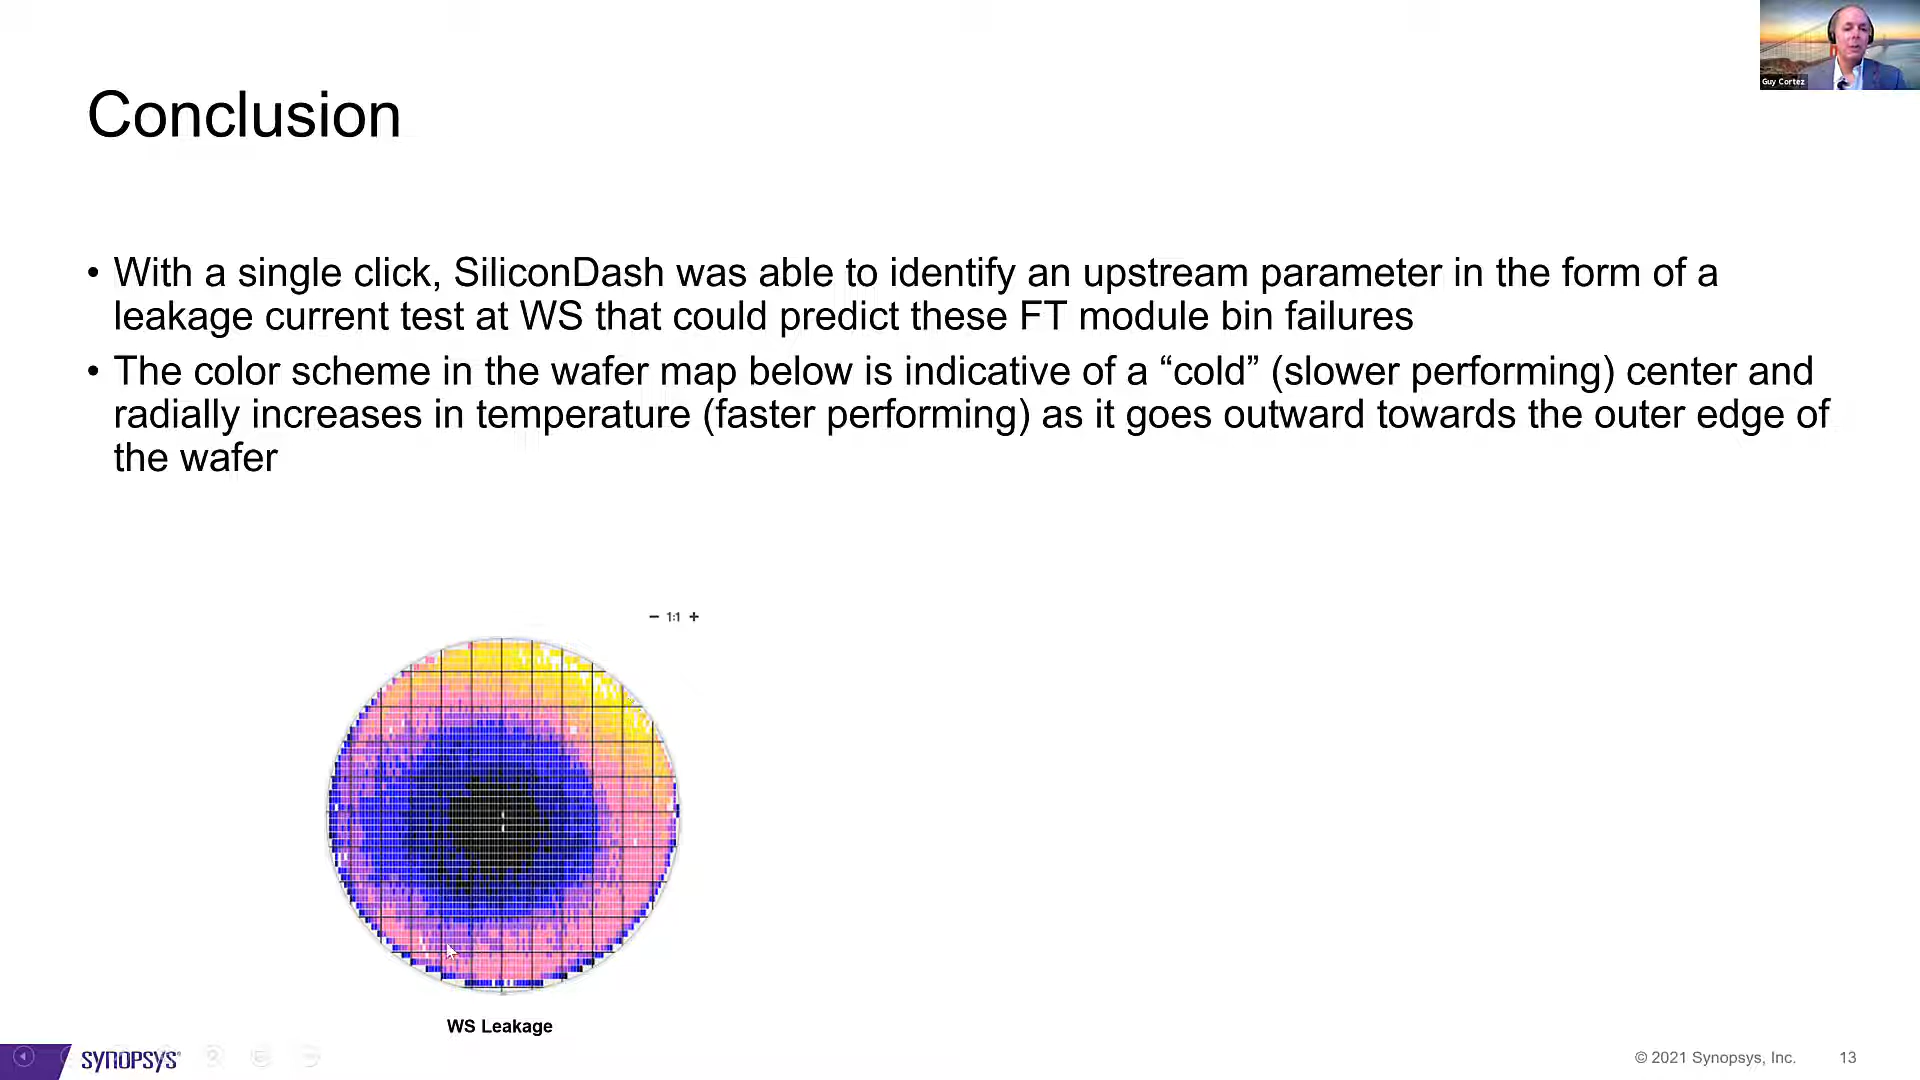 Guy Cortez
Conclusion
• With a single click, SiliconDash was able to identify an upstream parameter in the form of a
leakage current test at WS that could predict these FT module bin failures
• The color scheme in the wafer map below is indicative of a “cold” (slower performing) center and
radially increases in temperature (faster performing) as it goes outward towards the outer edge of
the wafer
− 1:1 +
WS Leakage
SYNOPSYS®
© 2021 Synopsys, Inc. 13